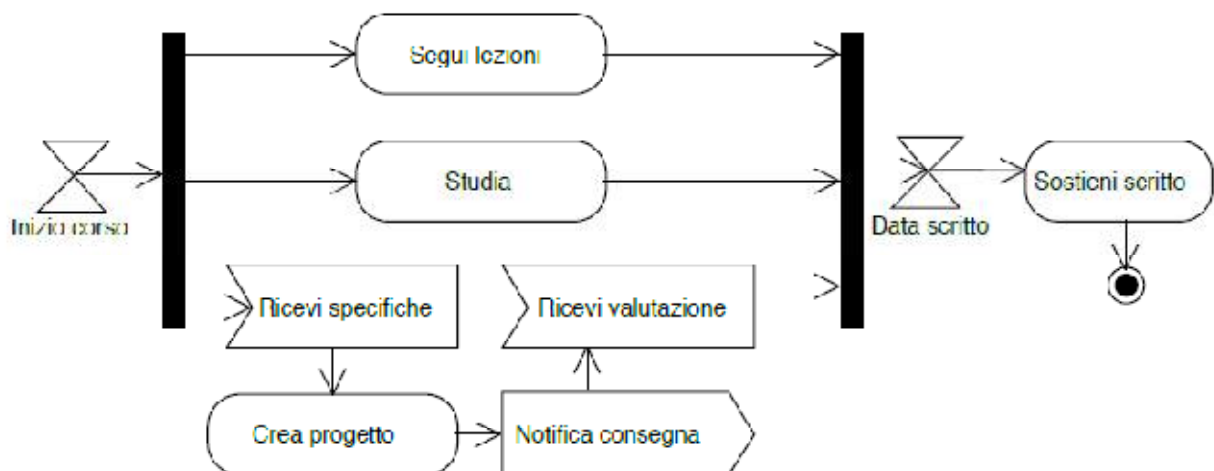 Segui lezioni
Studia
Inizio corso
Data scritto
Sostieni scritto
Ricevi specifiche
Ricevi valutazione
Crea progetto
Notifica consegna